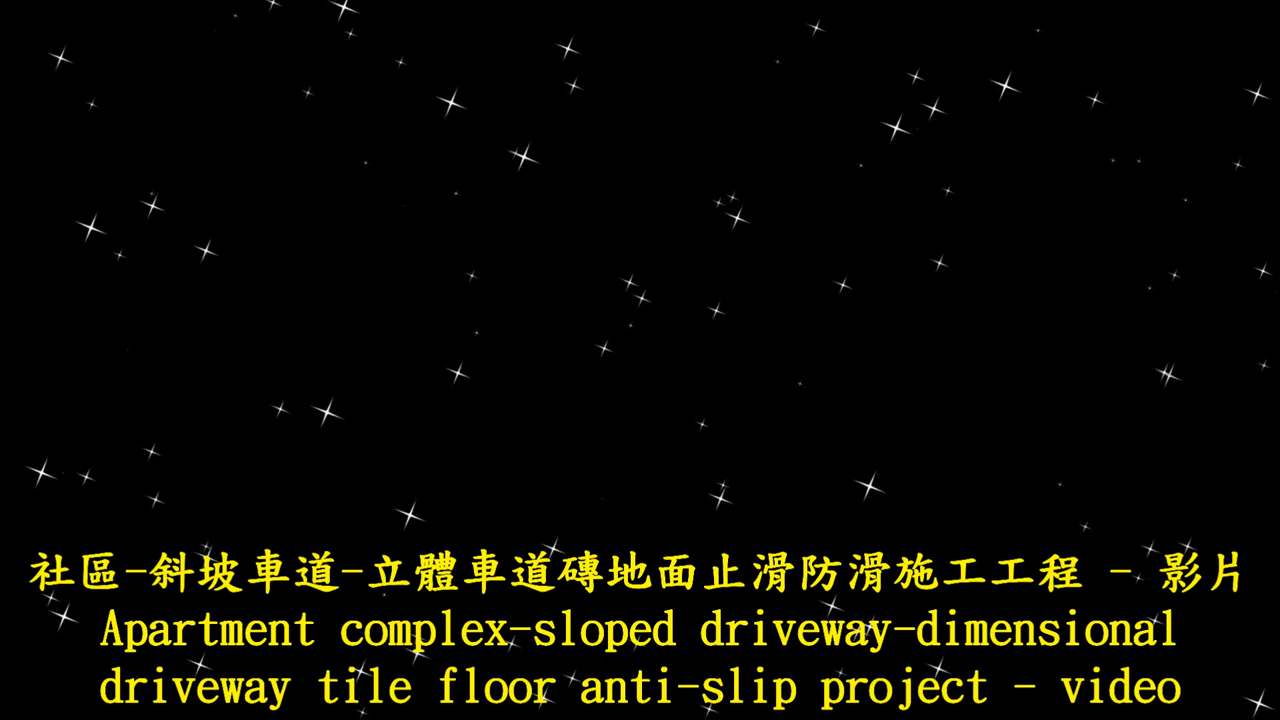 社區-斜坡車道-立體車道磚地面止滑防滑施工工程 - 影片
Apartment complex-sloped driveway-dimensional
driveway tile floor anti-slip project - video